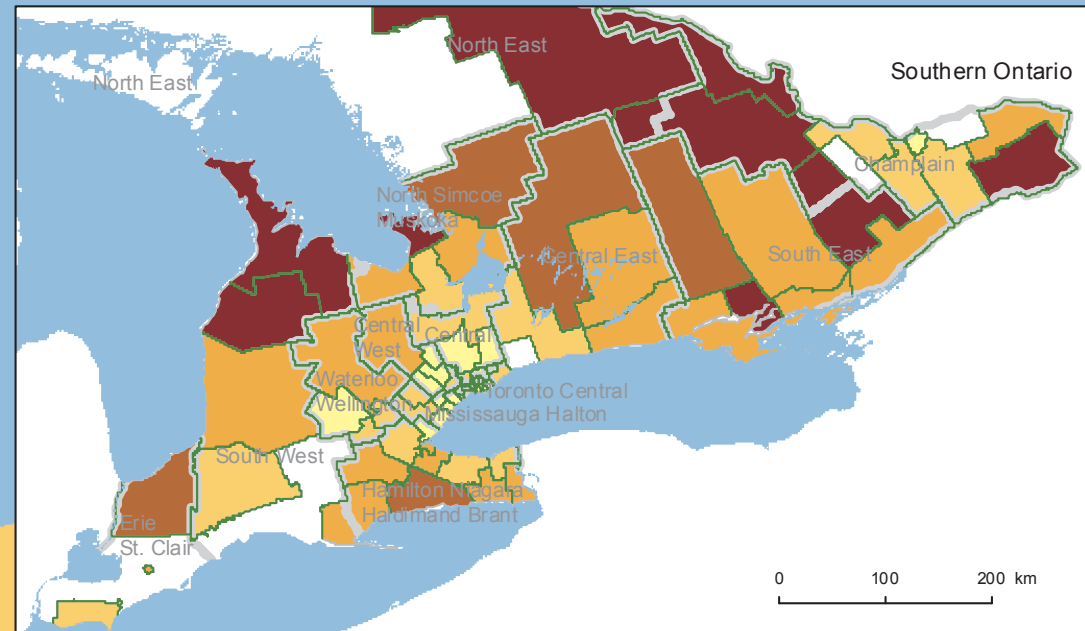 North East
Southern Ontario
North East
Champlain
North Simcoe
Muskoka
Central East
South East
Central
West
Central
Waterloo
Wellington
Toronto Central
Mississauga Halton
South West
Hamilton Niagara
Haldimand Brant
Erie
St. Clair
0 100 200 km